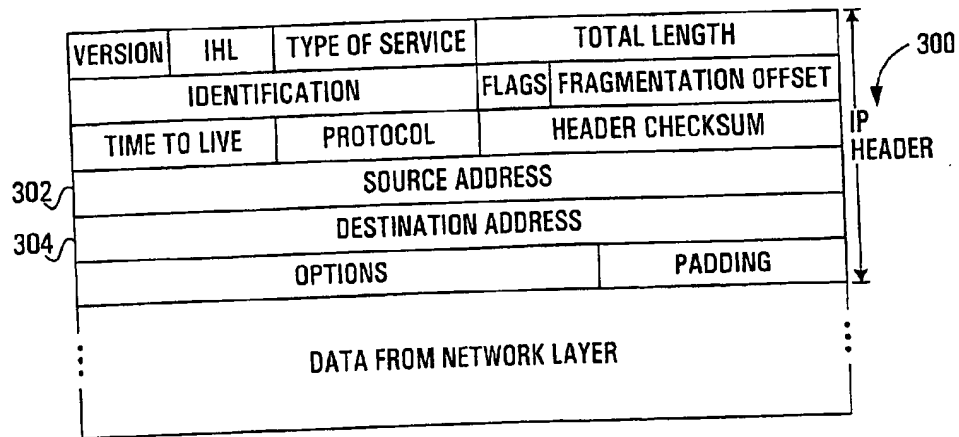 VERSION IHL TYPE OF SERVICE TOTAL LENGTH
300
IDENTIFICATION FLAGS FRAGMENTATION OFFSET
TIME TO LIVE PROTOCOL HEADER CHECKSUM
IP
HEADER
302 SOURCE ADDRESS
304 DESTINATION ADDRESS
OPTIONS PADDING
DATA FROM NETWORK LAYER